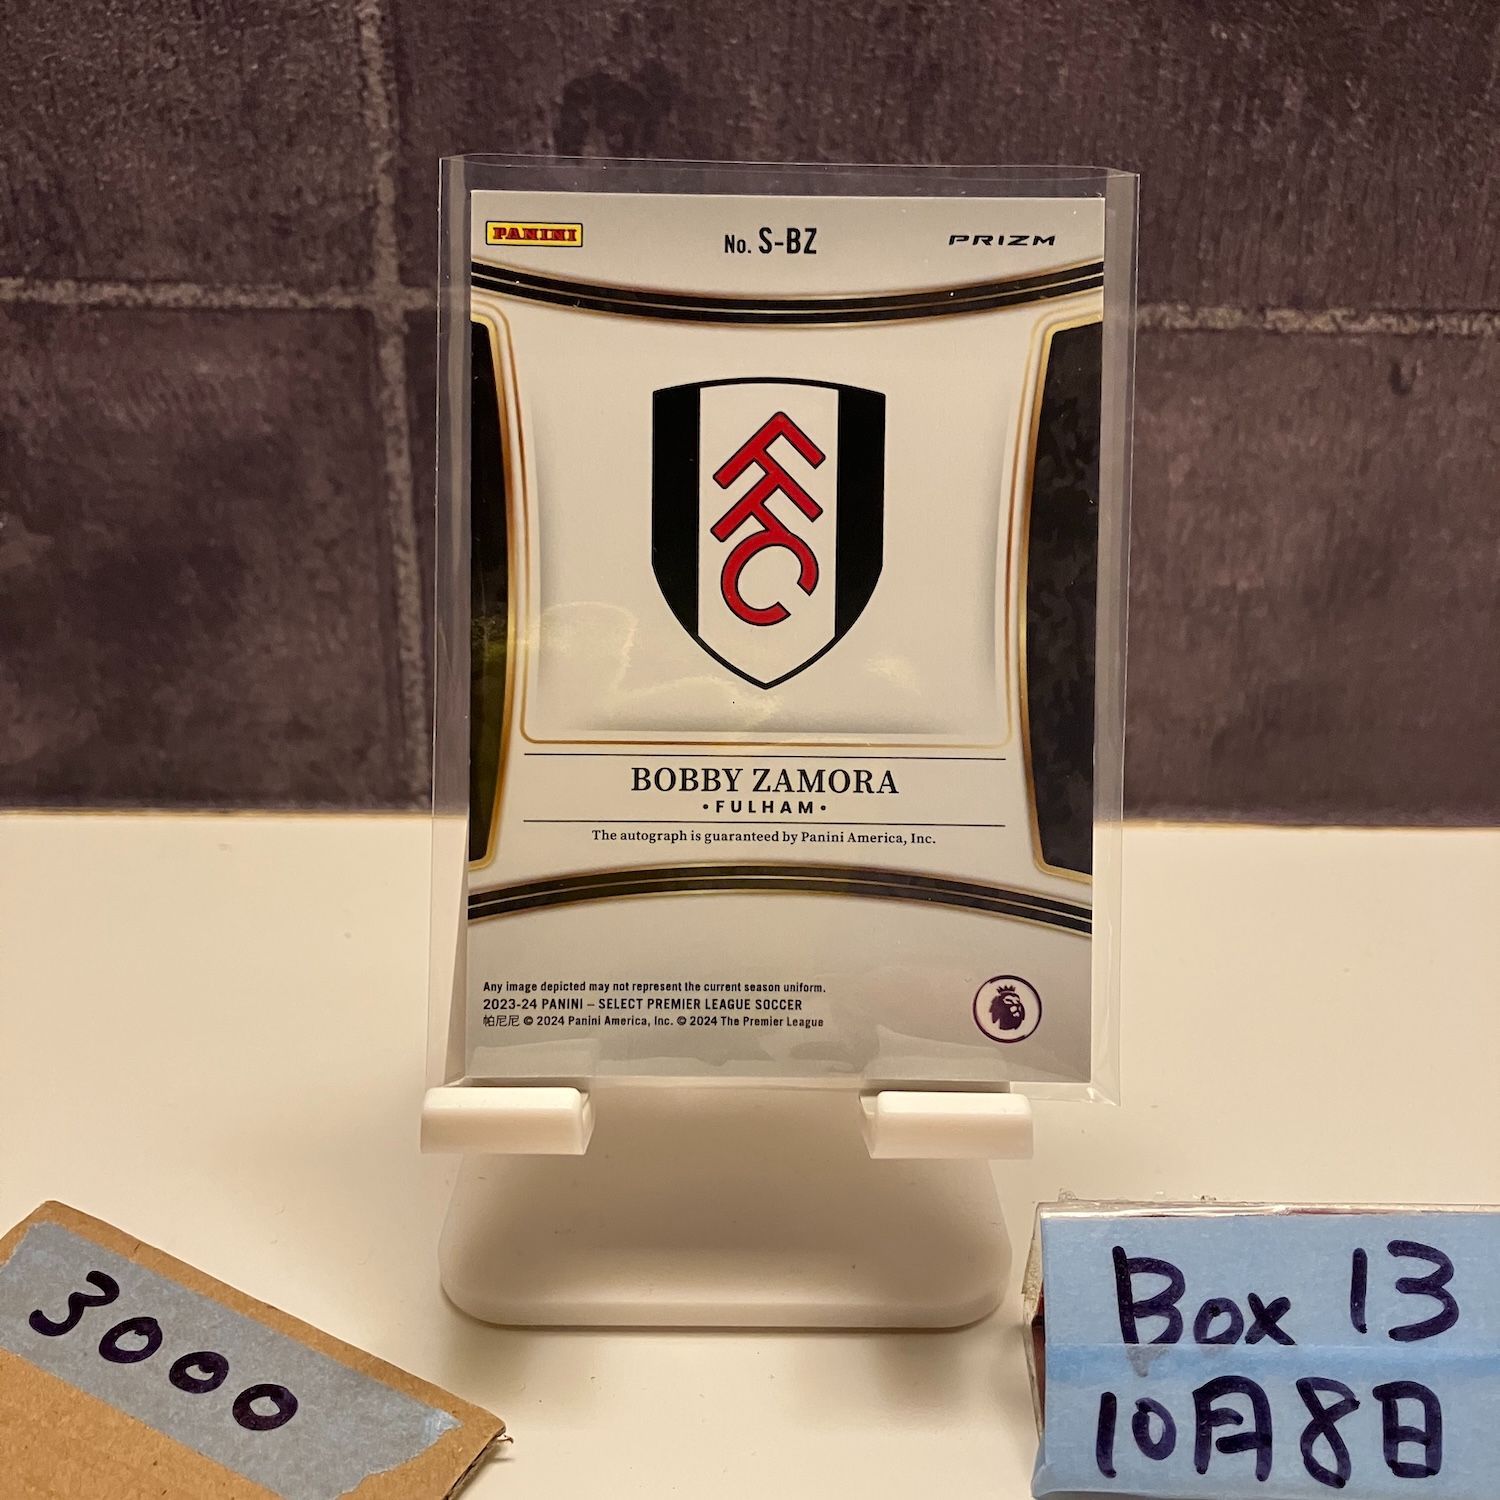 PANINI
No. S-BZ
PRIZM
FFC
BOBBY ZAMORA
•FULHAM•
The autograph is guaranteed by Panini America, Inc.
Any image depicted may not represent the current season uniform.
2023-24 PANINI – SELECT PREMIER LEAGUE SOCCER
帕尼尼 © 2024 Panini America, Inc. © 2024 The Premier League
3000
Box 13
10月8日